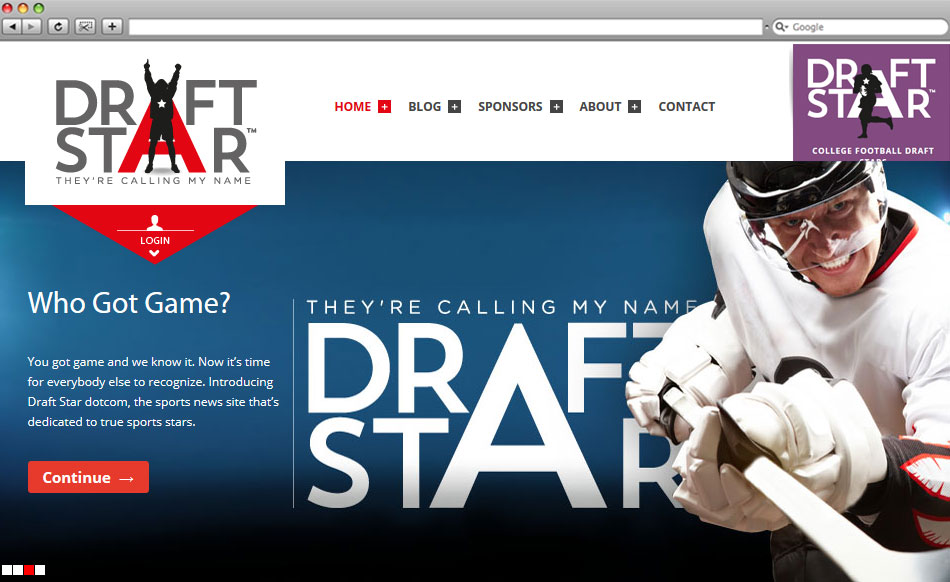 Google
DRAFT
STAR™
THEY'RE CALLING MY NAME
HOME +
BLOG +
SPONSORS +
ABOUT +
CONTACT
DRAFT
STAR™
COLLEGE FOOTBALL DRAFT
STARS
LOGIN
Who Got Game?
You got game and we know it. Now it's time
for everybody else to recognize. Introducing
Draft Star dotcom, the sports news site that's
dedicated to true sports stars.
Continue →
THEY'RE CALLING MY NAME
DRAFT
STAR